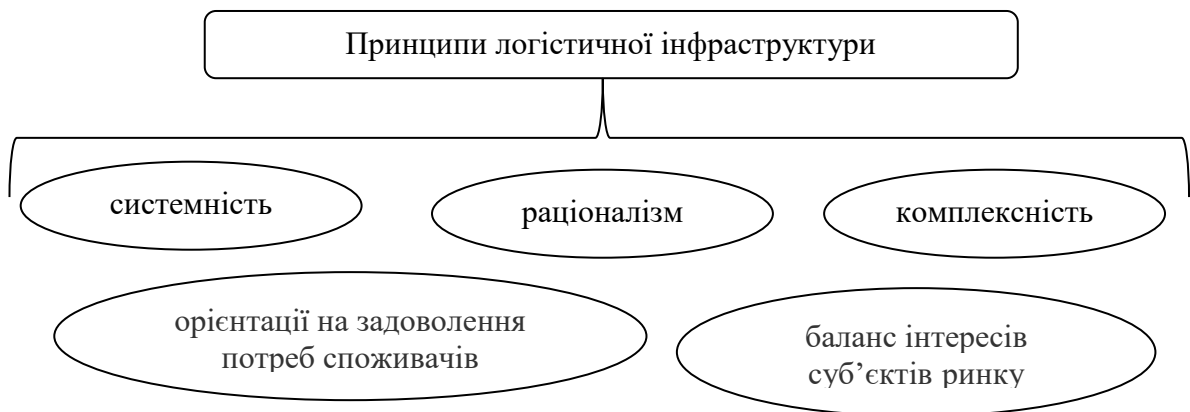 Принципи логістичної інфраструктури
системність
раціоналізм
комплексність
орієнтації на задоволення
потреб споживачів
баланс інтересів
суб’єктів ринку